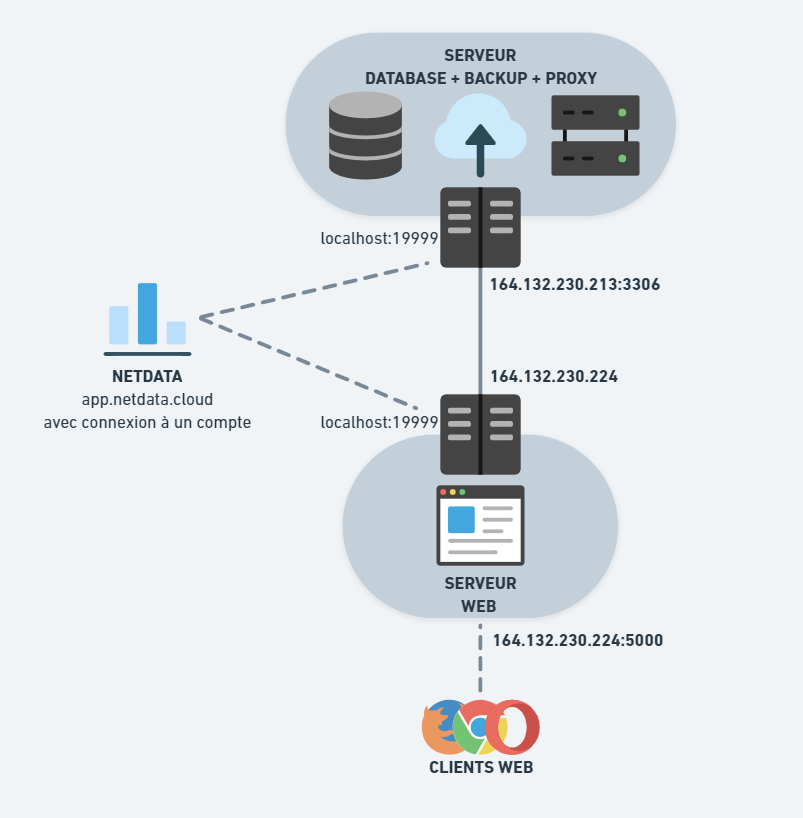 SERVEUR
DATABASE + BACKUP + PROXY
localhost:19999
164.132.230.213:3306
NETDATA
app.netdata.cloud
avec connexion à un compte
164.132.230.224
localhost:19999
SERVEUR
WEB
164.132.230.224:5000
CLIENTS WEB